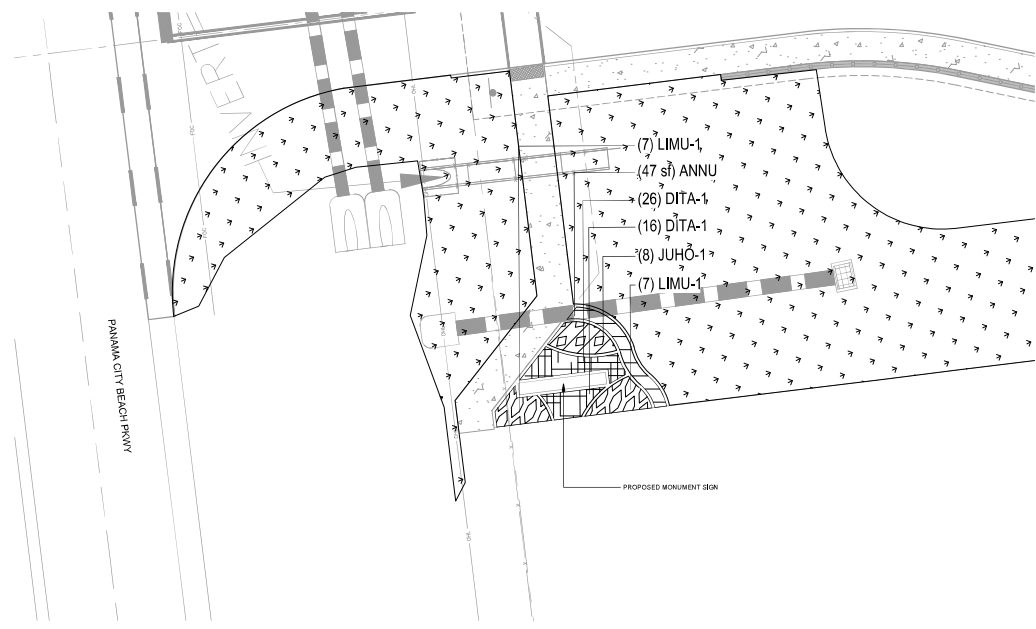 (7) LIMU-1
(47 sf) ANNU
(26) DITA-1
(16) DITA-1
(8) JUHO-1
(7) LIMU-1
PANAMA CITY BEACH PKWY
PROPOSED MONUMENT SIGN